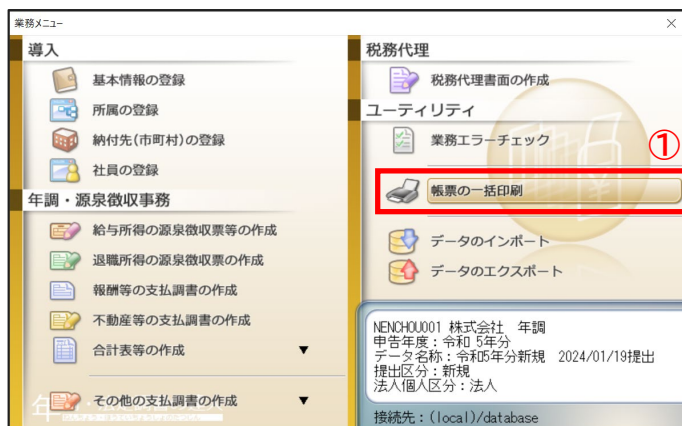 業務メニュー
導入
基本情報の登録
所属の登録
納付先(市町村)の登録
社員の登録
年調・源泉徴収事務
給与所得の源泉徴収票等の作成
退職所得の源泉徴収票の作成
報酬等の支払調書の作成
不動産等の支払調書の作成
合計表等の作成 ▼
その他の支払調書の作成 ▼
税務代理
税務代理書面の作成
ユーティリティ
業務エラーチェック
①
帳票の一括印刷
データのインポート
データのエクスポート
NENCHOU001 株式会社 年調
申告年度:令和 5年分
データ名称:令和5年分新規 2024/01/19提出
提出区分:新規
法人個人区分:法人
接続先:(local)/database